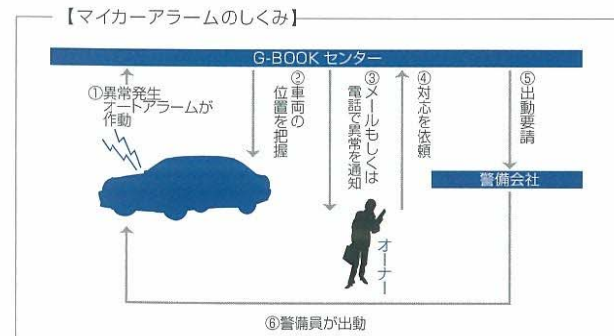 【マイカーアラームのしくみ】
G-BOOKセンター
①異常発生
オートアラームが
作動
②車両の
位置を把握
③メールもしくは
電話で異常を通知
④対応を依頼
⑤出動要請
警備会社
オーナー
⑥警備員が出動